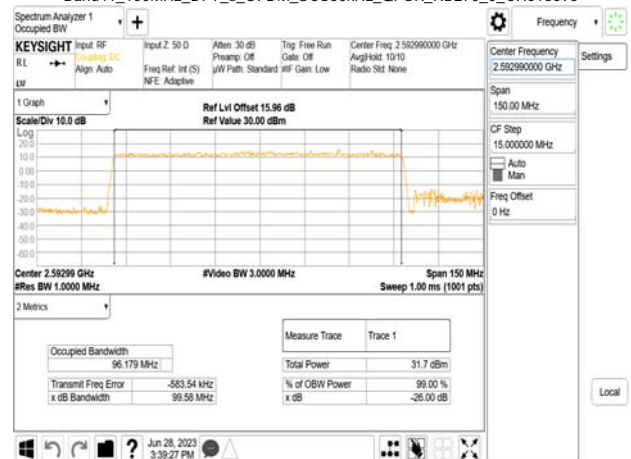 Spectrum Analyzer 1
Occupied BW
Frequency
KEYSIGHT
RL
Input: RF
Coupling: DC
Align: Auto
Input Z: 50 Ω
Freq Ref: Int (S)
NFE: Adaptive
Atten: 30 dB
Preamp: Off
µW Path: Standard
Trig: Free Run
Gate: Off
#IF Gain: Low
Center Freq: 2.592990000 GHz
Avg|Hold: 10/10
Radio Std: None
Center Frequency
2.592990000 GHz
Settings
Span
150.00 MHz
CF Step
15.000000 MHz
Auto
Man
Freq Offset
0 Hz
Local
1 Graph
Scale/Div 10.0 dB
Ref Lvl Offset 15.96 dB
Ref Value 30.00 dBm
Log
20.0
10.0
0.00
-10.0
-20.0
-30.0
-40.0
-50.0
-60.0
Center 2.59299 GHz
#Video BW 3.0000 MHz
Span 150 MHz
#Res BW 1.0000 MHz
Sweep 1.00 ms (1001 pts)
2 Metrics
Measure Trace
Trace 1
Occupied Bandwidth
96.179 MHz
Total Power
31.7 dBm
Transmit Freq Error
-583.54 kHz
% of OBW Power
99.00 %
x dB Bandwidth
99.58 MHz
x dB
-26.00 dB
Jun 28, 2023
3:39:27 PM